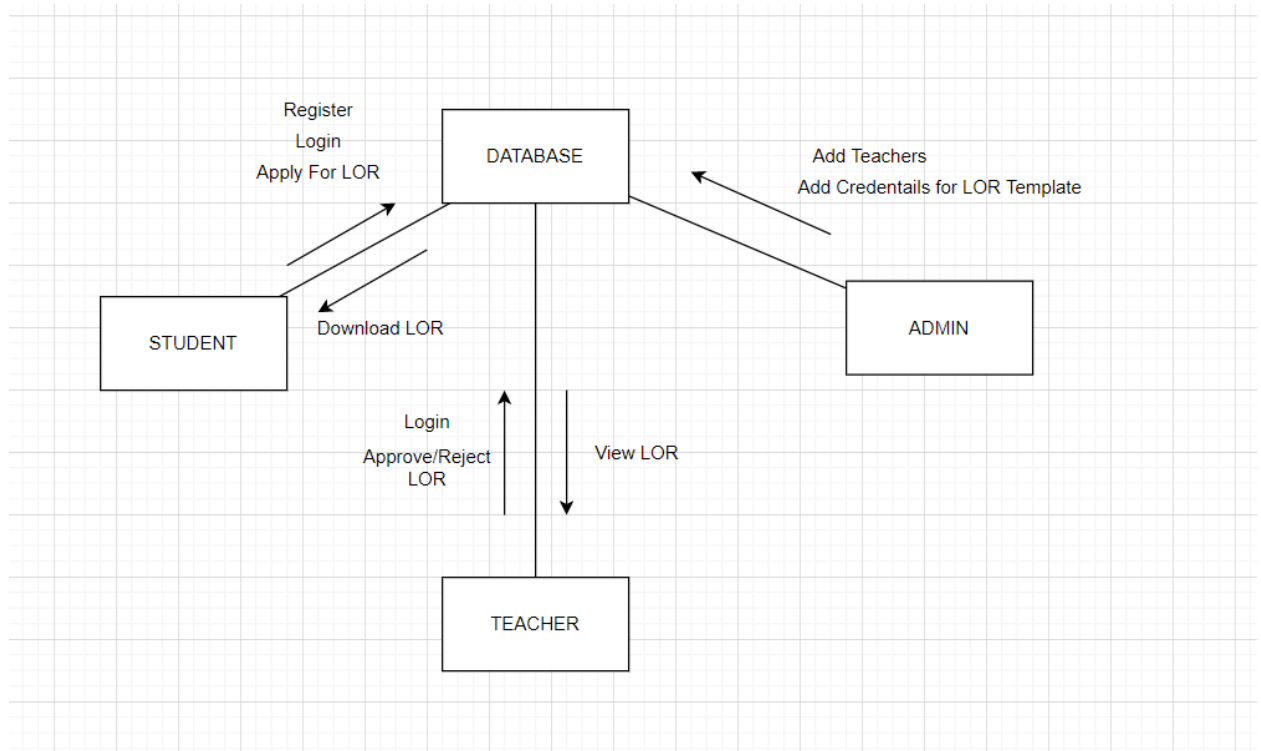 Register
Login
Apply For LOR
DATABASE
Add Teachers
Add Credentails for LOR Template
STUDENT
Download LOR
ADMIN
Login
Approve/Reject
LOR
View LOR
TEACHER